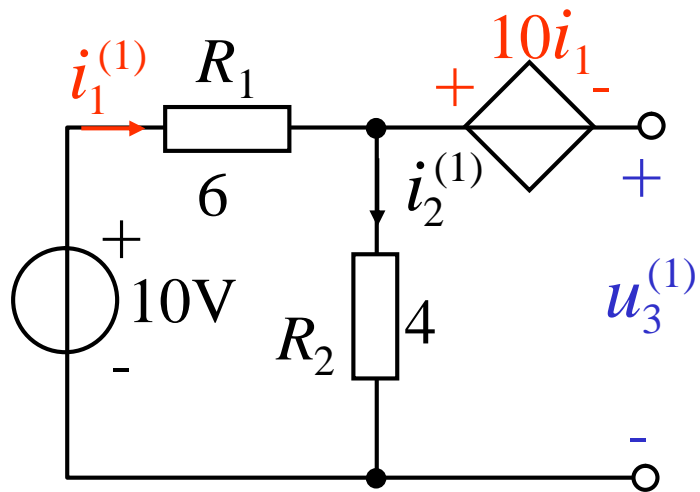 i₁⁽¹⁾
R₁
10i₁
+
-
6
i₂⁽¹⁾
+
+
10V
R₂
4
u₃⁽¹⁾
-
-